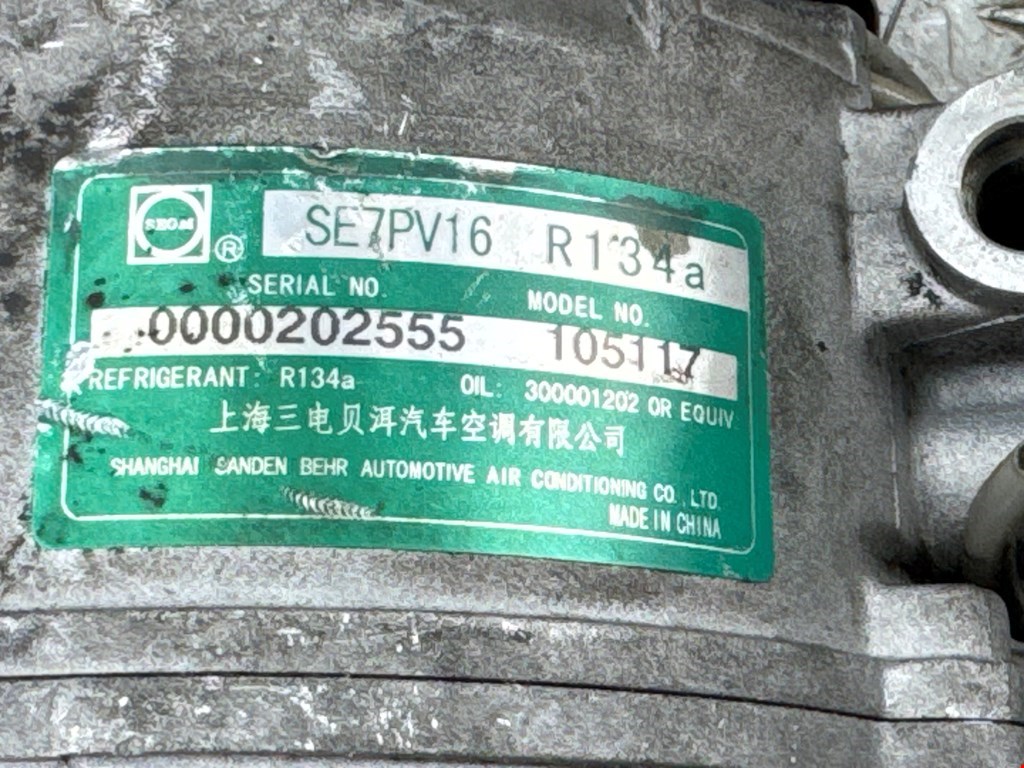 ®
SE7PV16 R134a
SERIAL NO. MODEL NO.
0000202555 105117
REFRIGERANT: R134a OIL: 300001202 OR EQUIV
上海三电贝洱汽车空调有限公司
SHANGHAI SANDEN BEHR AUTOMOTIVE AIR CONDITIONING CO., LTD.
MADE IN CHINA